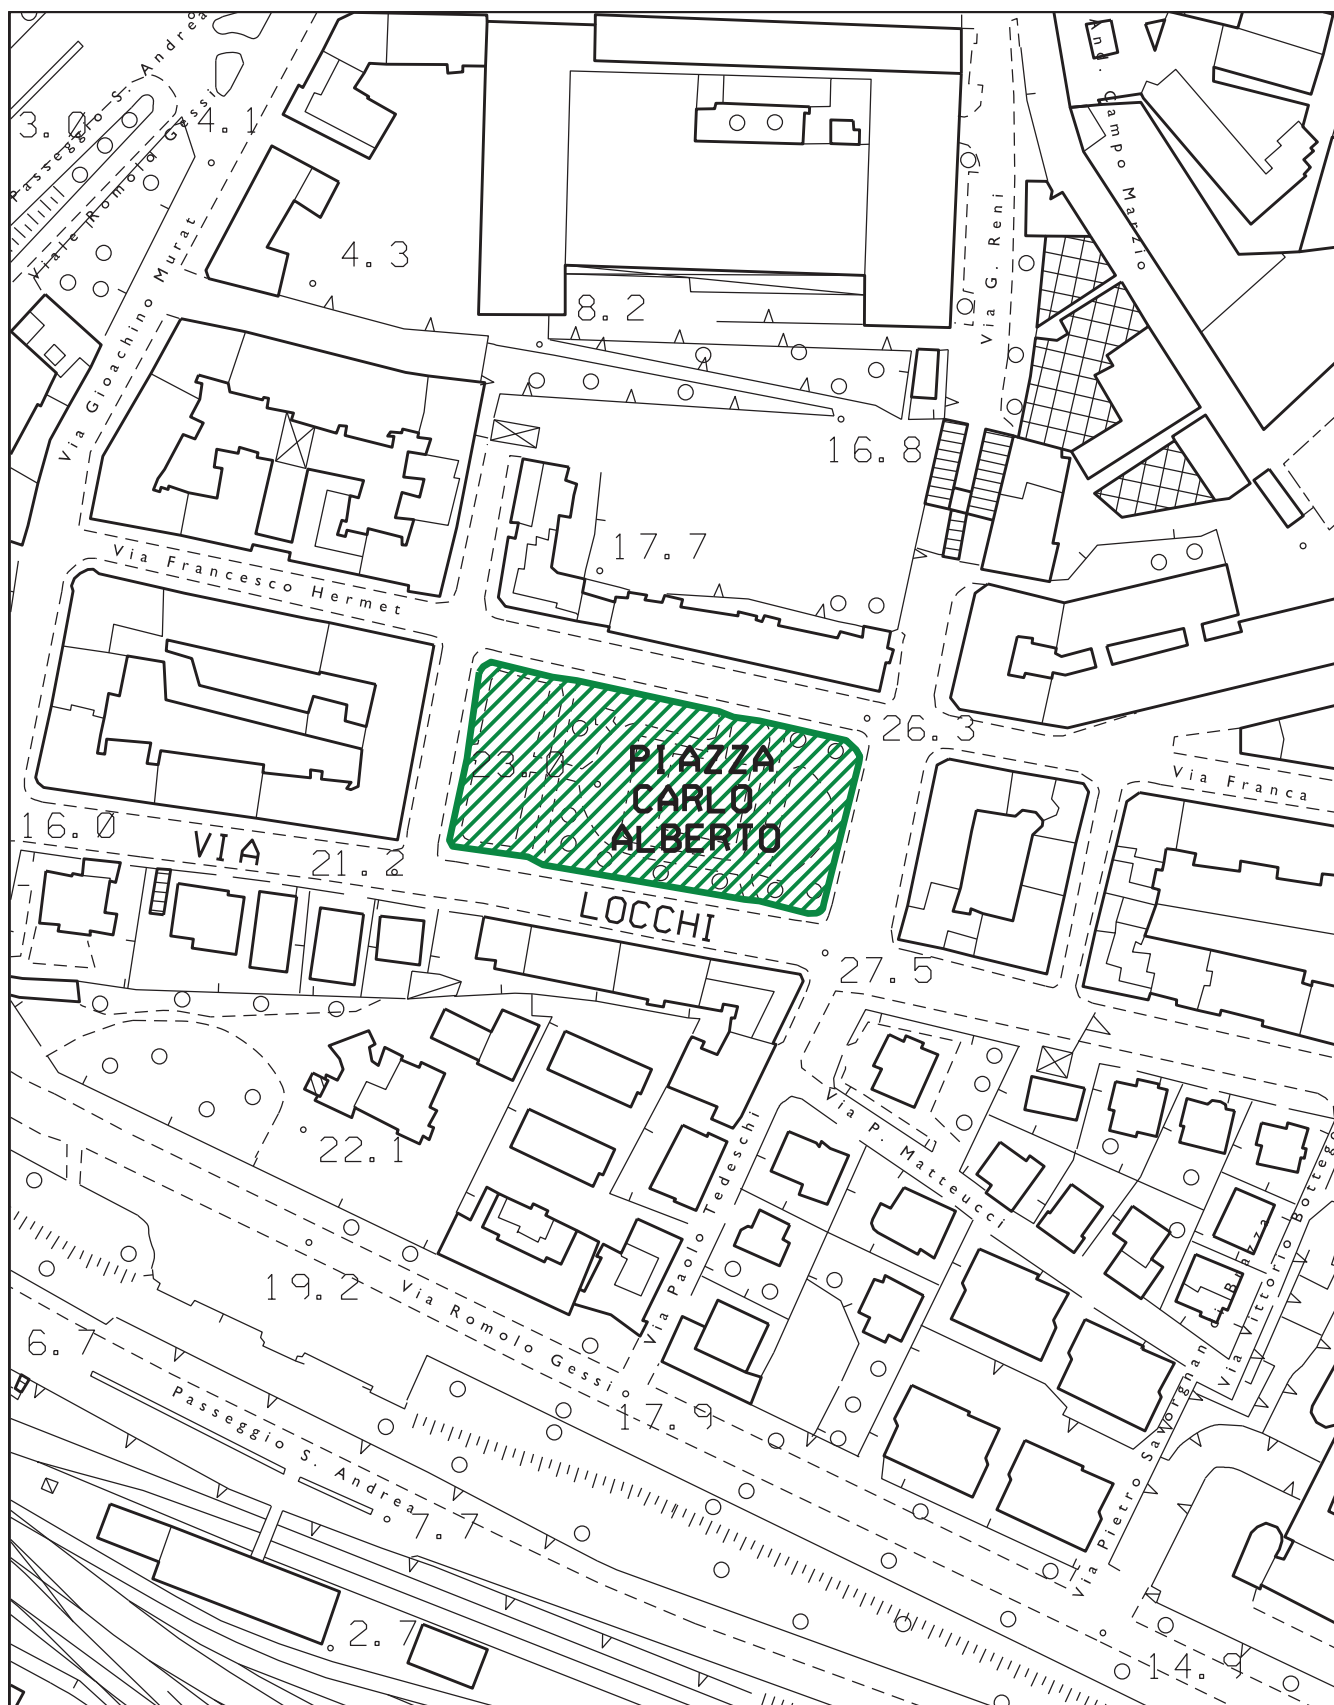 Passeggio S. Andrea
3.0
4.1
Viale Romolo Gessi
Via Gioachino Murat
4.3
8.2
Via G. Reni
Campo Marzio
16.8
17.7
Via Francesco Hermet
26.3
23.0
PIAZZA
CARLO
ALBERTO
Via Franca
16.0
VIA
21.2
LOCCHI
27.5
22.1
Via P. Matteucci
Via Paolo Tedeschi
19.2
Via Romolo Gessi
Via Vittorio Bottego
6.7
Passeggio S. Andrea
17.9
Via Pietro Savorgnan
7.7
2.7
14.9